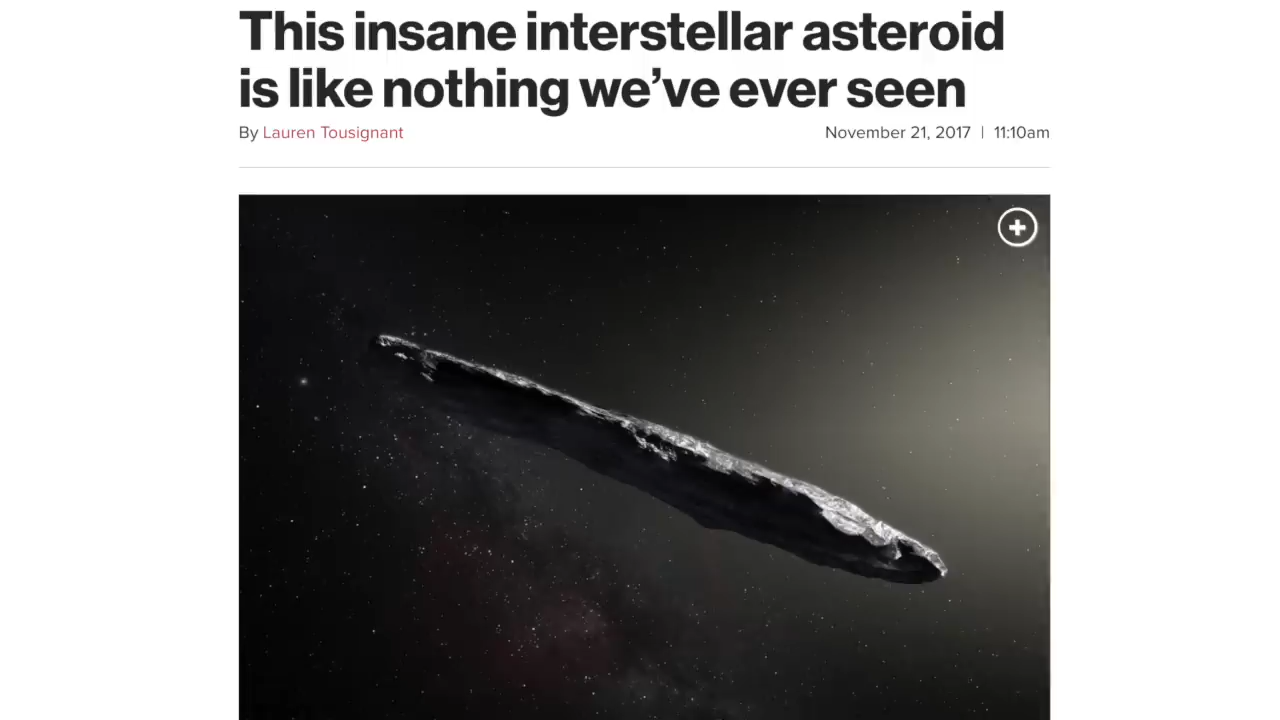 This insane interstellar asteroid
is like nothing we’ve ever seen
By Lauren Tousignant
November 21, 2017 | 11:10am